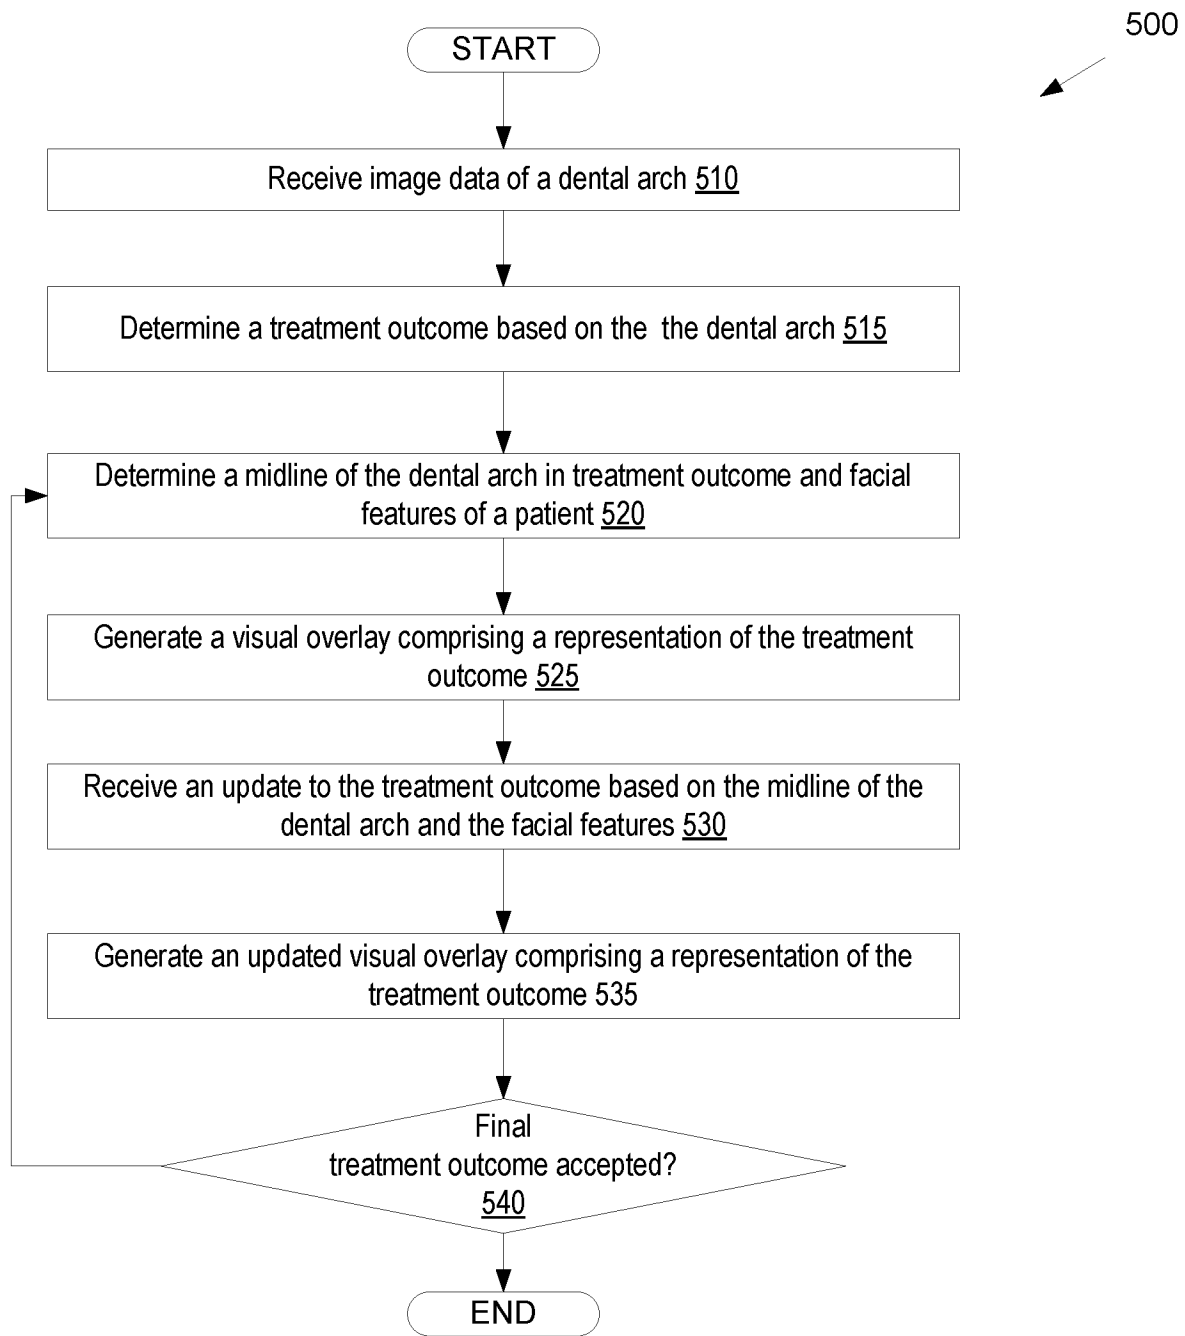 500
START
Receive image data of a dental arch 510
Determine a treatment outcome based on the the dental arch 515
Determine a midline of the dental arch in treatment outcome and facial
features of a patient 520
Generate a visual overlay comprising a representation of the treatment
outcome 525
Receive an update to the treatment outcome based on the midline of the
dental arch and the facial features 530
Generate an updated visual overlay comprising a representation of the
treatment outcome 535
Final
treatment outcome accepted?
540
END